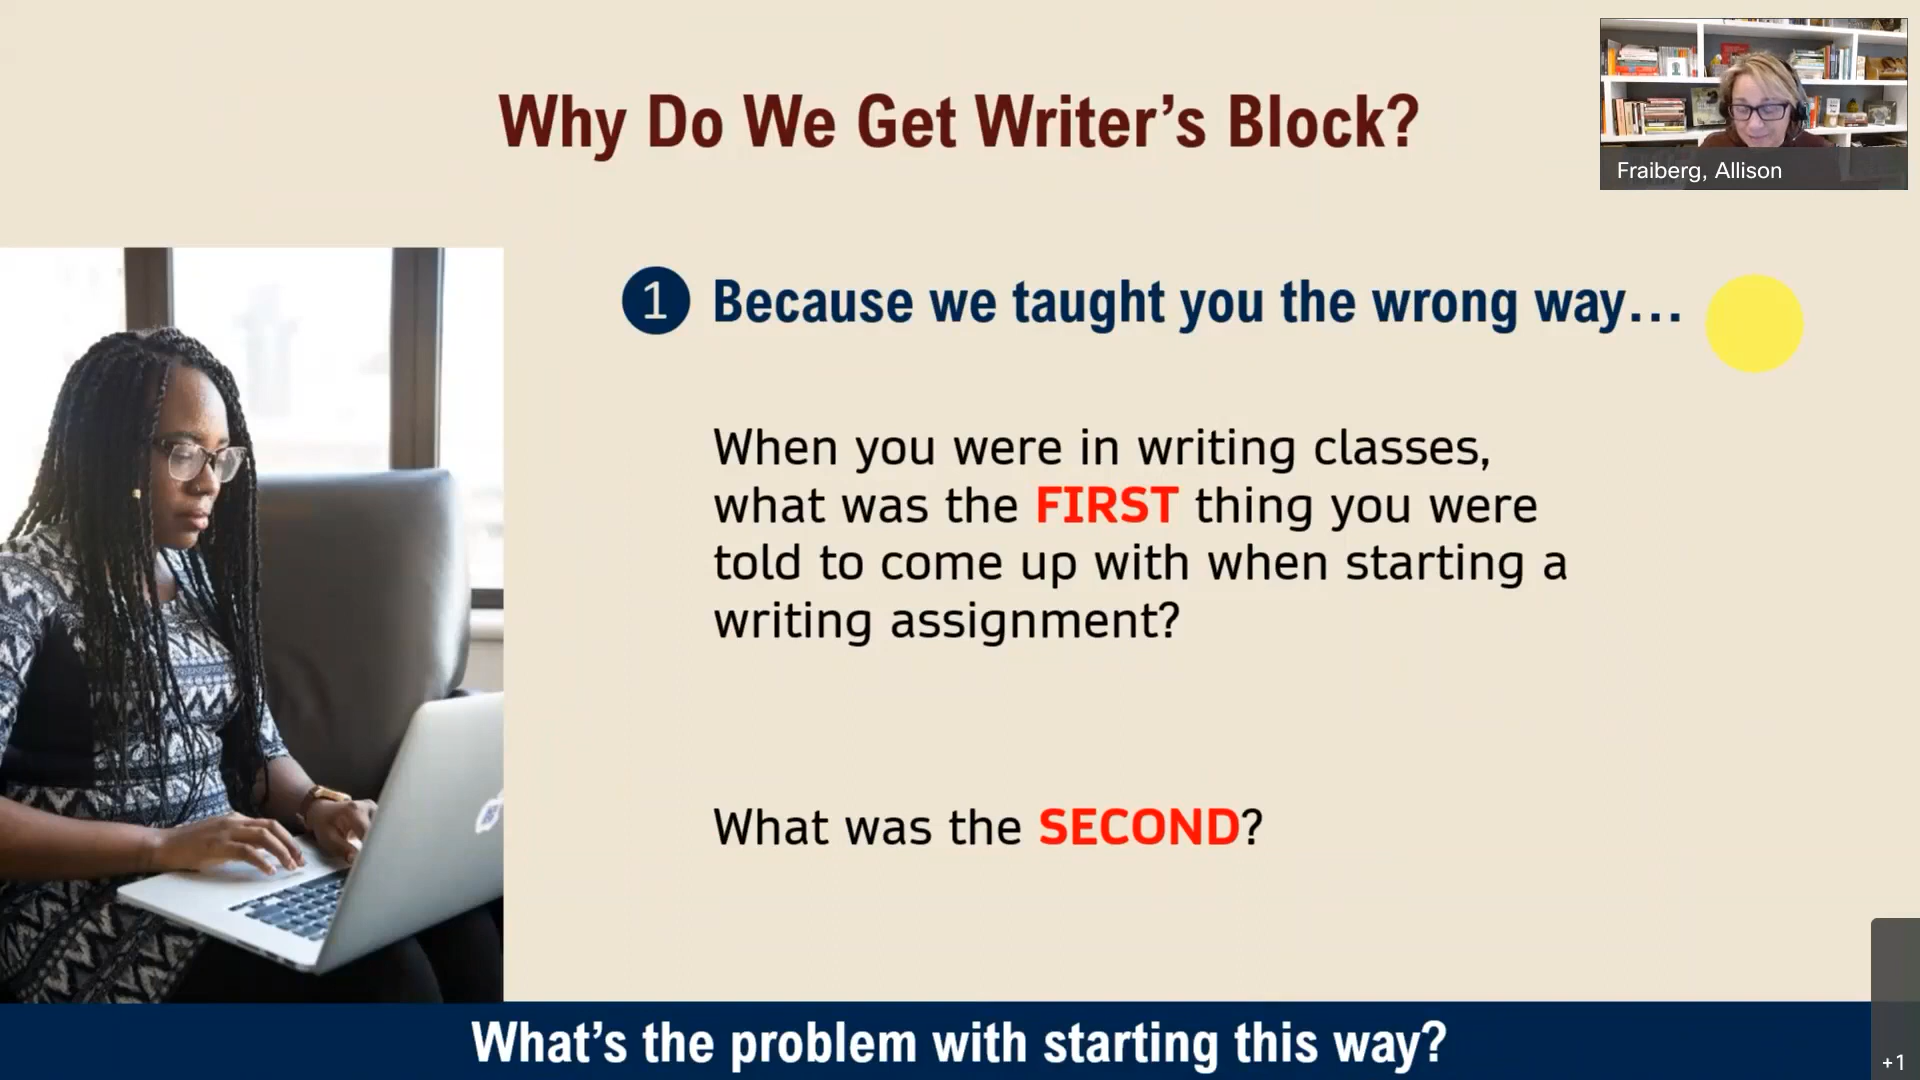 Why Do We Get Writer’s Block?
Fraiberg, Allison
1 Because we taught you the wrong way...
When you were in writing classes,
what was the FIRST thing you were
told to come up with when starting a
writing assignment?
What was the SECOND?
What’s the problem with starting this way?
+1